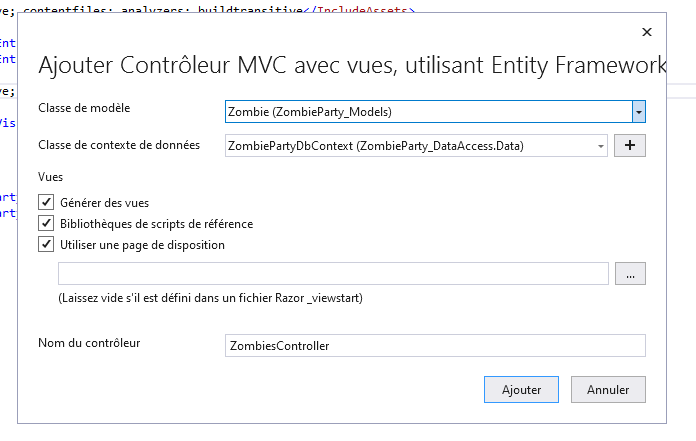 ve; contentfiles; analyzers; buildtransitive</IncludeAssets>
Ent
Ent
ve;
Vis
arty
arty
Ajouter Contrôleur MVC avec vues, utilisant Entity Framework
Classe de modèle
Zombie (ZombieParty_Models)
Classe de contexte de données
ZombiePartyDbContext (ZombieParty_DataAccess.Data)
+
Vues
Générer des vues
Bibliothèques de scripts de référence
Utiliser une page de disposition
...
(Laissez vide s'il est défini dans un fichier Razor _viewstart)
Nom du contrôleur
ZombiesController
Ajouter
Annuler